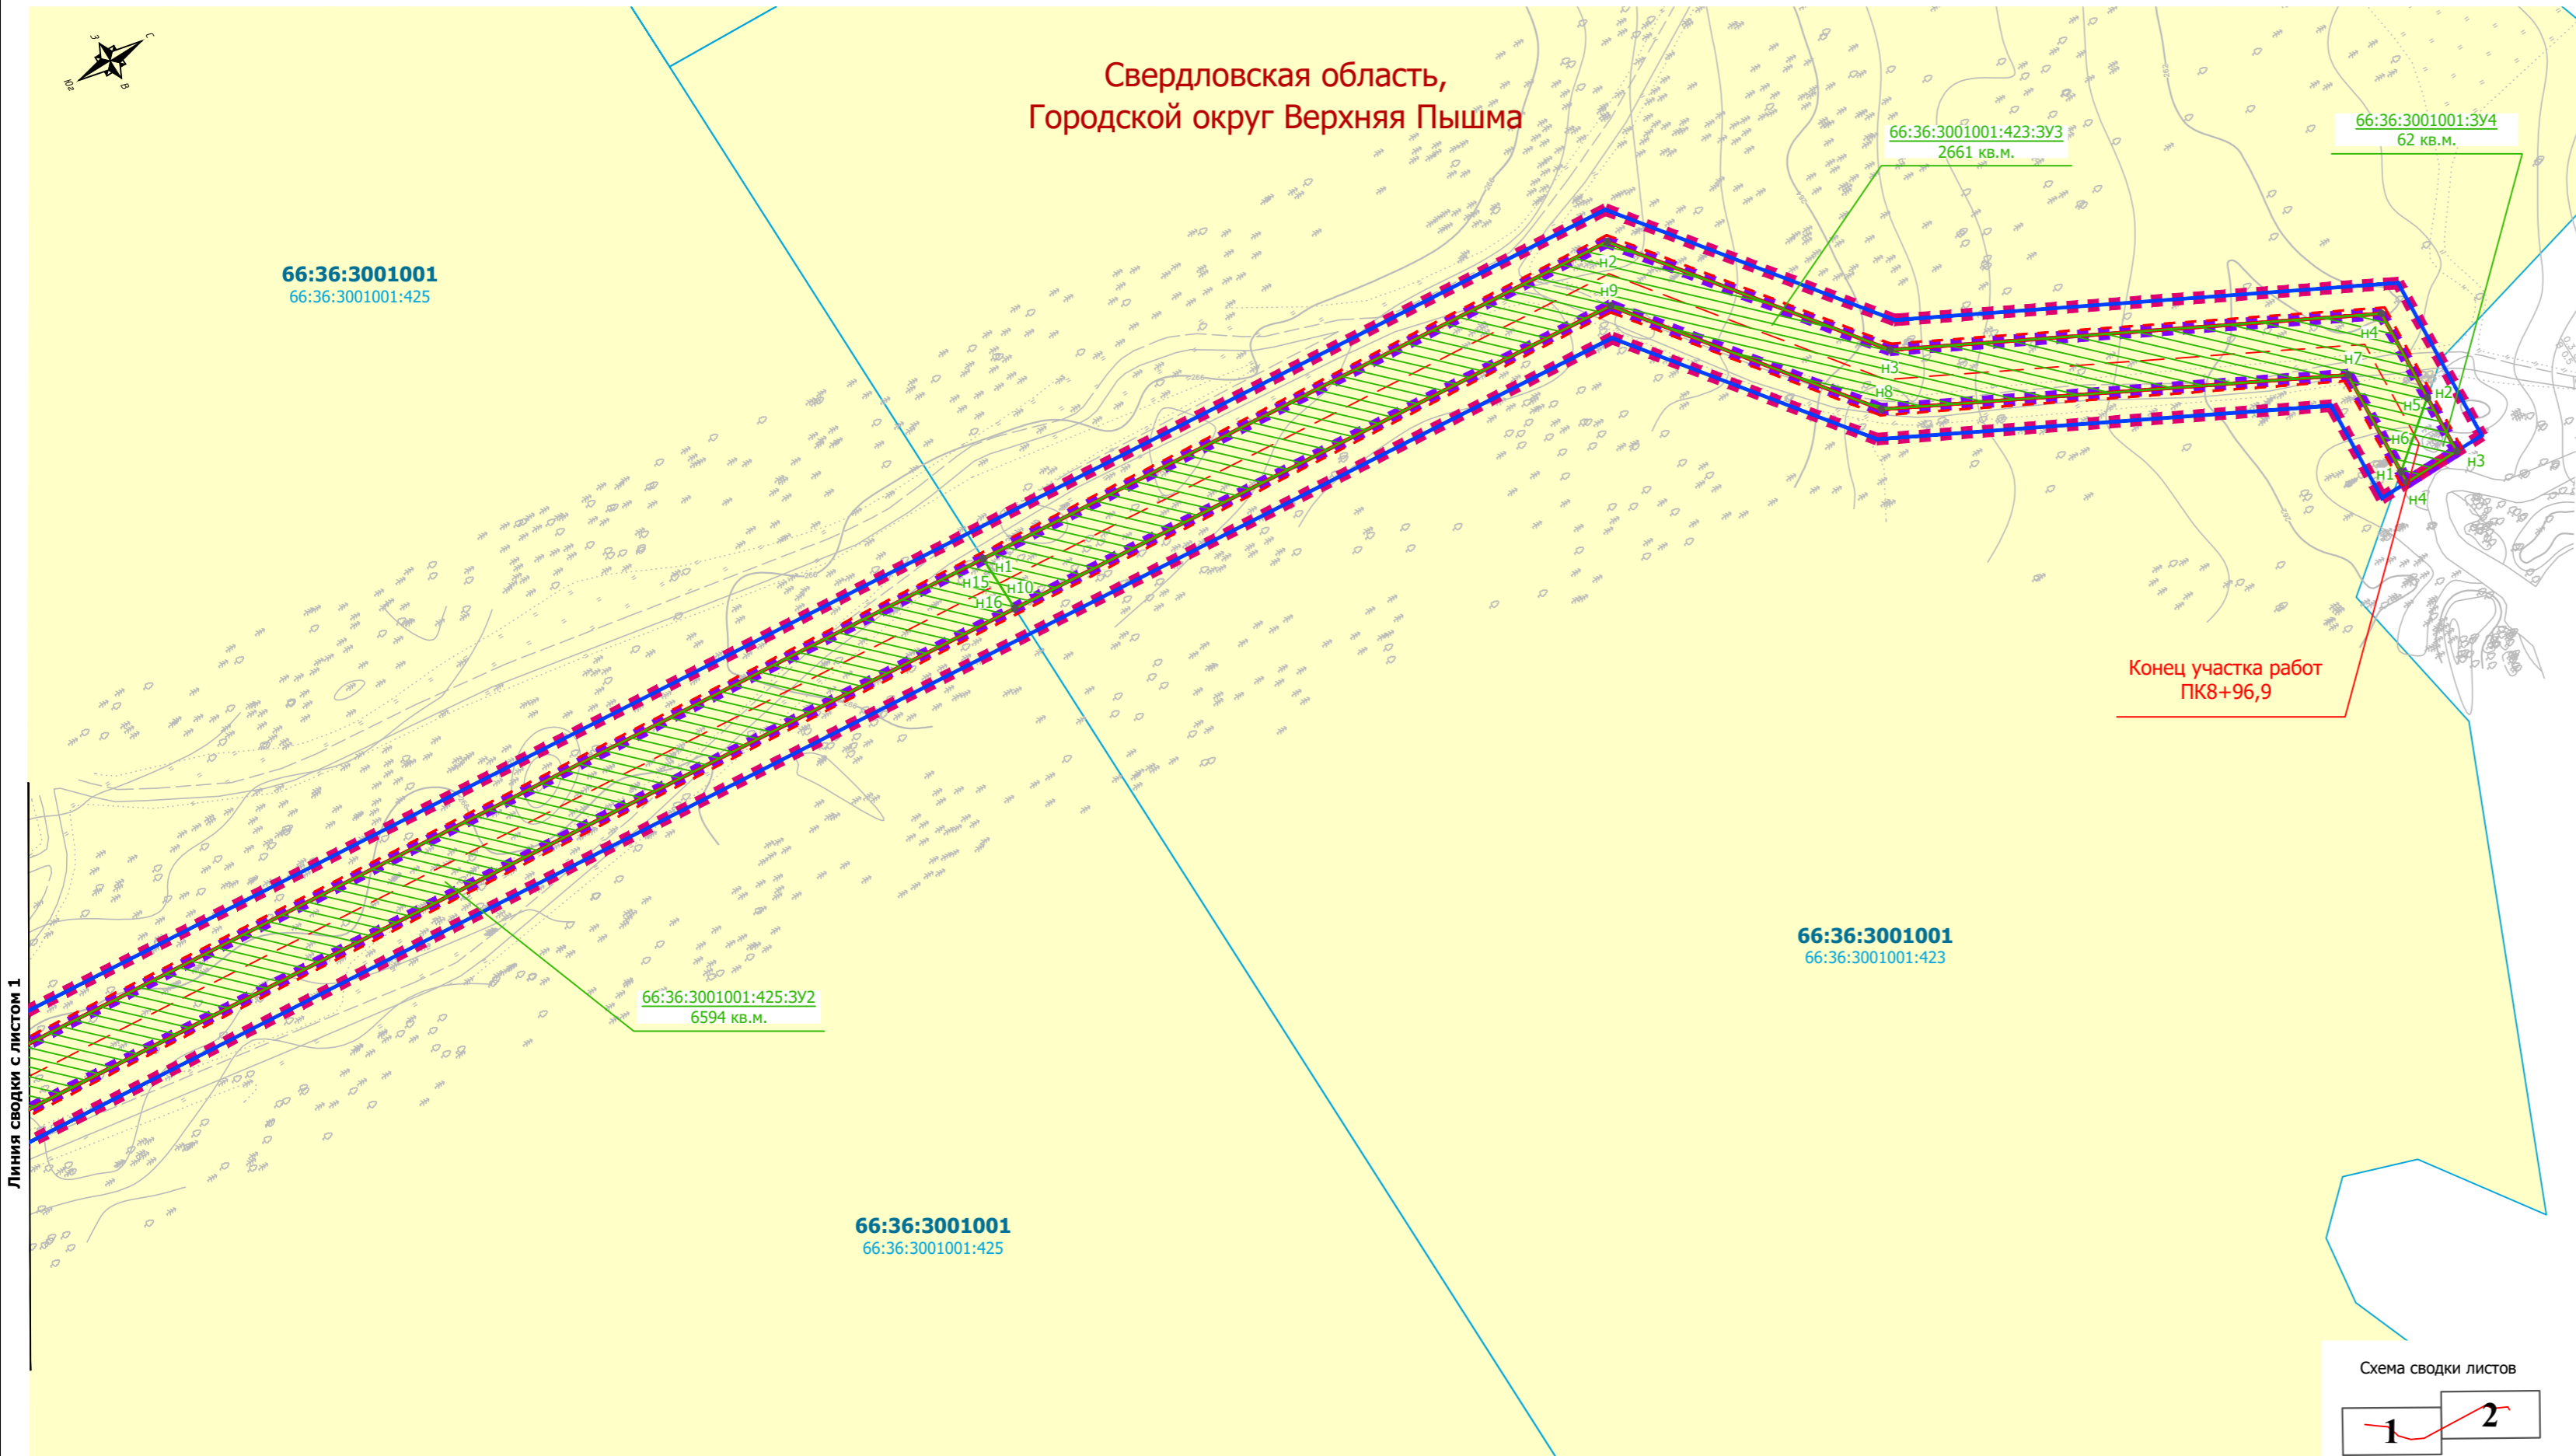 З
С
Юг
В
Свердловская область,
Городской округ Верхняя Пышма
66:36:3001001:423:ЗУ3
2661 кв.м.
66:36:3001001:ЗУ4
62 кв.м.
66:36:3001001
66:36:3001001:425
н2
н9
н3
н8
н4
н7
н5
н2
н6
н1
н3
н4
н1
н15
н10
н16
Конец участка работ
ПК8+96,9
66:36:3001001
66:36:3001001:423
66:36:3001001:425:ЗУ2
6594 кв.м.
Линия сводки с листом 1
66:36:3001001
66:36:3001001:425
Схема сводки листов
1
2